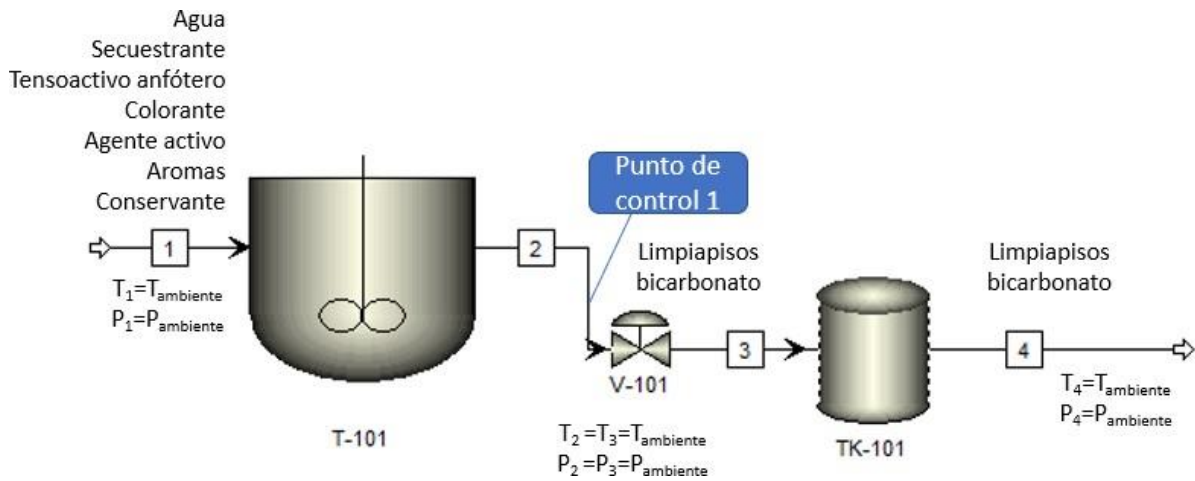 Agua
Secuestrante
Tensoactivo anfótero
Colorante
Agente activo
Aromas
Conservante
1
T1=Tambiente
P1=Pambiente
T-101
2
Punto de
control 1
Limpiapisos
bicarbonato
V-101
3
T2 =T3=Tambiente
P2 =P3=Pambiente
TK-101
Limpiapisos
bicarbonato
4
T4=Tambiente
P4=Pambiente